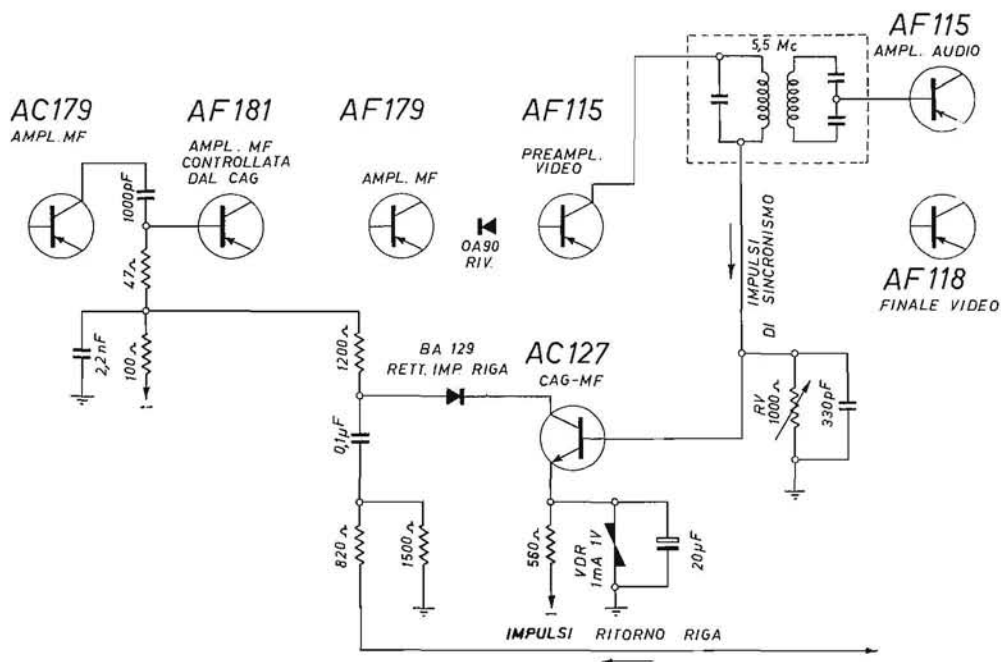 AC179
AMPL. MF
AF181
AMPL. MF
CONTROLLATA
DAL CAG
AF179
AMPL. MF
OA90
RIV.
AF115
PREAMPL.
VIDEO
5,5 Mc
AF115
AMPL. AUDIO
AF118
FINALE VIDEO
1000pF
47Ω
2,2 nF
100Ω
1200Ω
BA 129
RETT. IMP. RIGA
AC127
CAG-MF
IMPULSI
DI SINCRONISMO
RV
1000Ω
330pF
0,1µF
820Ω
1500Ω
560Ω
VDR
1mA 1V
20µF
IMPULSI RITORNO RIGA